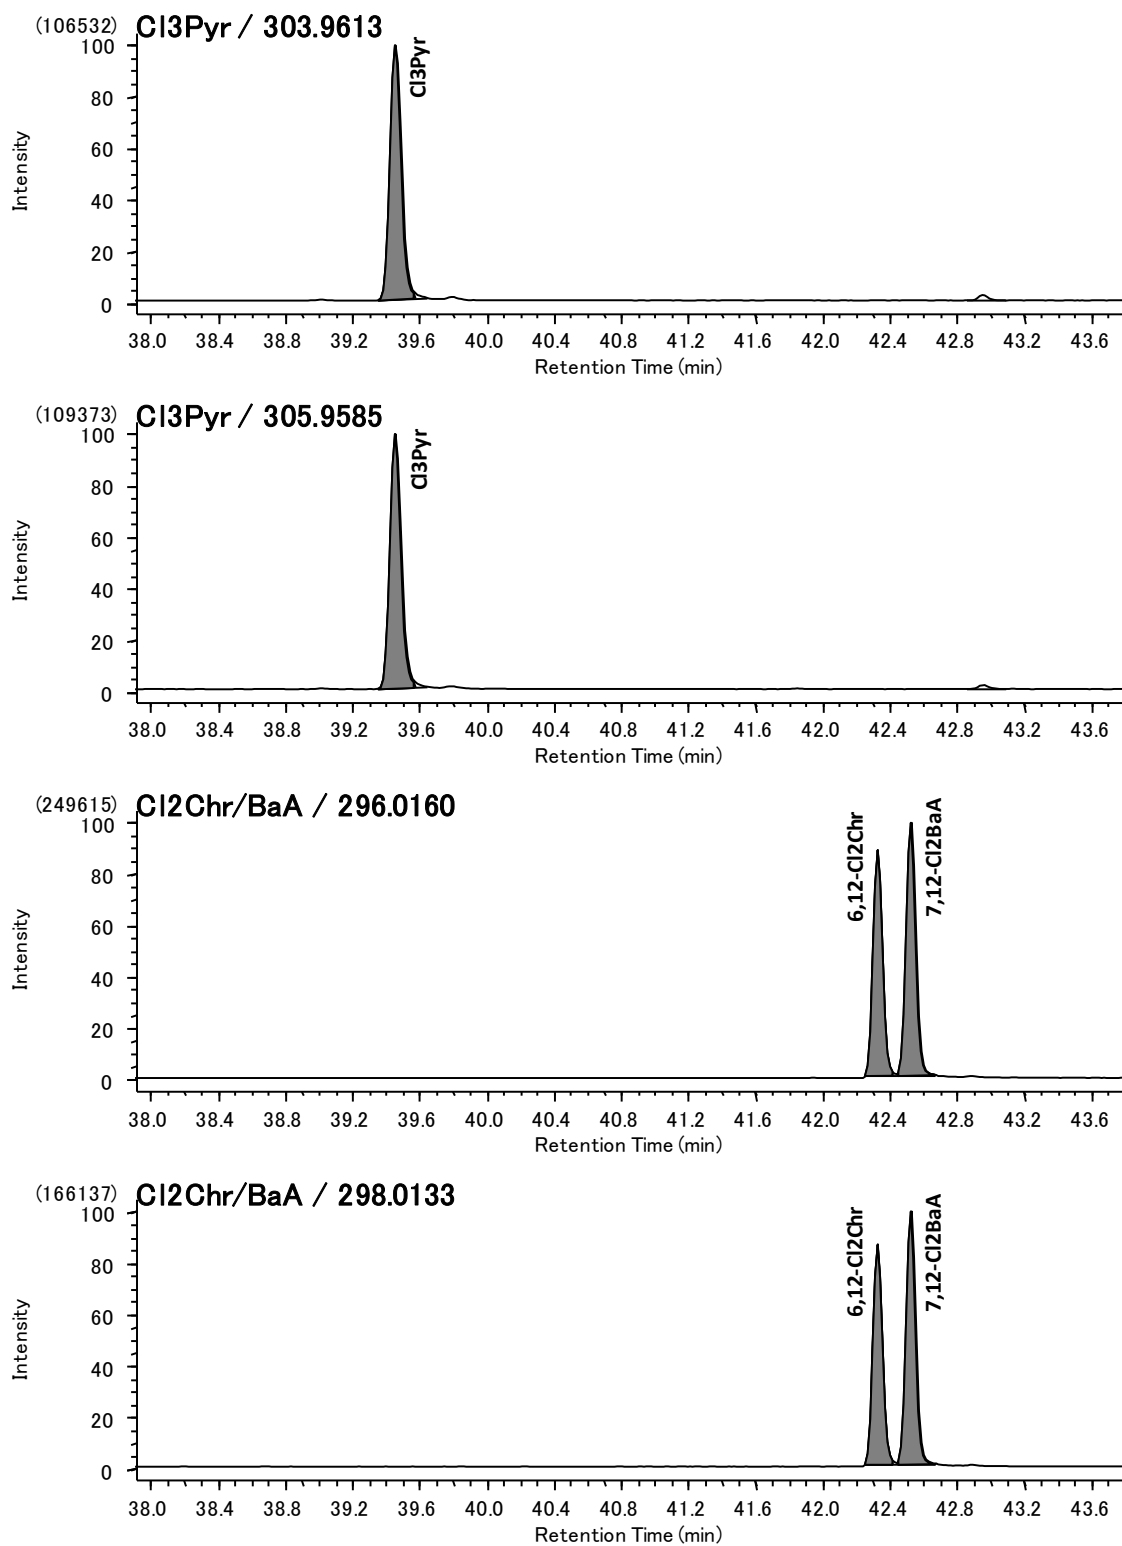 (106532) Cl3Pyr / 303.9613
Cl3Pyr
100
80
60
40
20
0
Intensity
38.0 38.4 38.8 39.2 39.6 40.0 40.4 40.8 41.2 41.6 42.0 42.4 42.8 43.2 43.6
Retention Time (min)
(109373) Cl3Pyr / 305.9585
Cl3Pyr
100
80
60
40
20
0
Intensity
38.0 38.4 38.8 39.2 39.6 40.0 40.4 40.8 41.2 41.6 42.0 42.4 42.8 43.2 43.6
Retention Time (min)
(249615) Cl2Chr/BaA / 296.0160
6,12-Cl2Chr
7,12-Cl2BaA
100
80
60
40
20
0
Intensity
38.0 38.4 38.8 39.2 39.6 40.0 40.4 40.8 41.2 41.6 42.0 42.4 42.8 43.2 43.6
Retention Time (min)
(166137) Cl2Chr/BaA / 298.0133
6,12-Cl2Chr
7,12-Cl2BaA
100
80
60
40
20
0
Intensity
38.0 38.4 38.8 39.2 39.6 40.0 40.4 40.8 41.2 41.6 42.0 42.4 42.8 43.2 43.6
Retention Time (min)